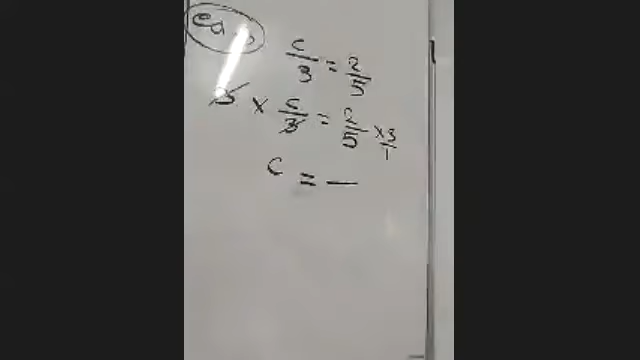 c/3 = 2/5
3 × c/3 = 2/5 × 3/1
c = —